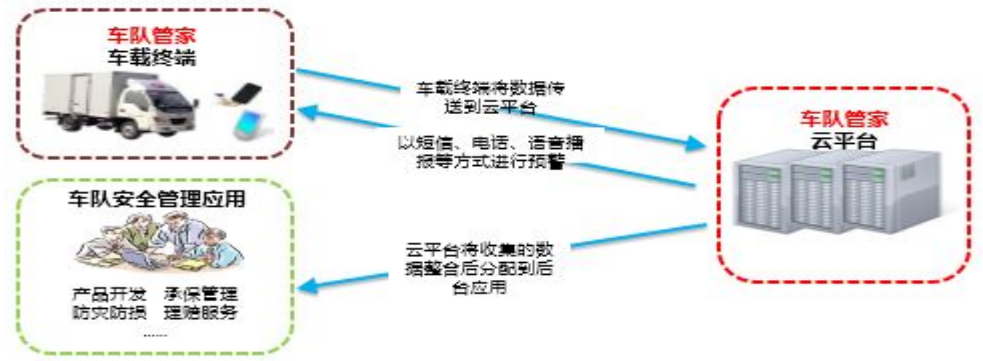 车队管家
车载终端
车载终端将数据传
送到云平台
以短信、电话、语音播
报等方式进行预警
车队管家
云平台
车队安全管理应用
云平台将收集的数
据整合后分配到后
台应用
产品开发 承保管理
防灾防损 理赔服务
……